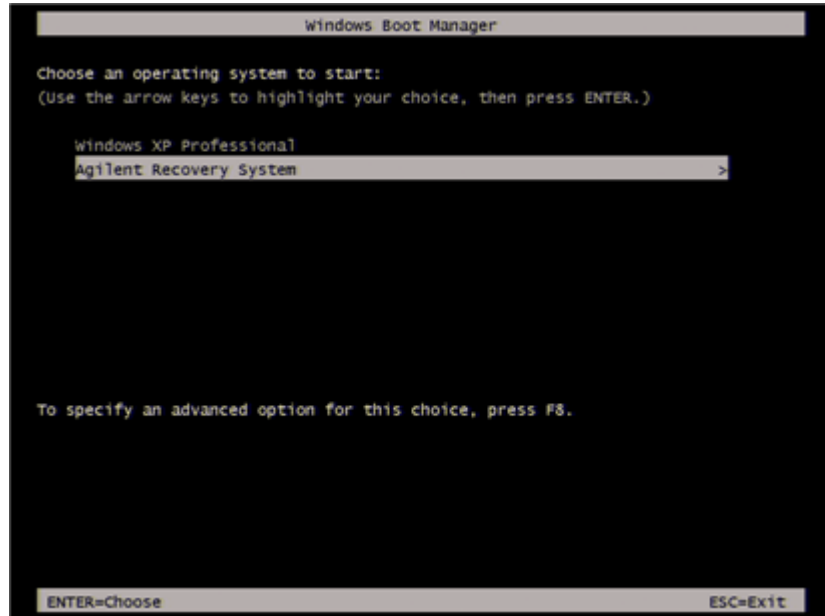 Windows Boot Manager
Choose an operating system to start:
(Use the arrow keys to highlight your choice, then press ENTER.)
Windows XP Professional
Agilent Recovery System >
To specify an advanced option for this choice, press F8.
ENTER=Choose ESC=Exit